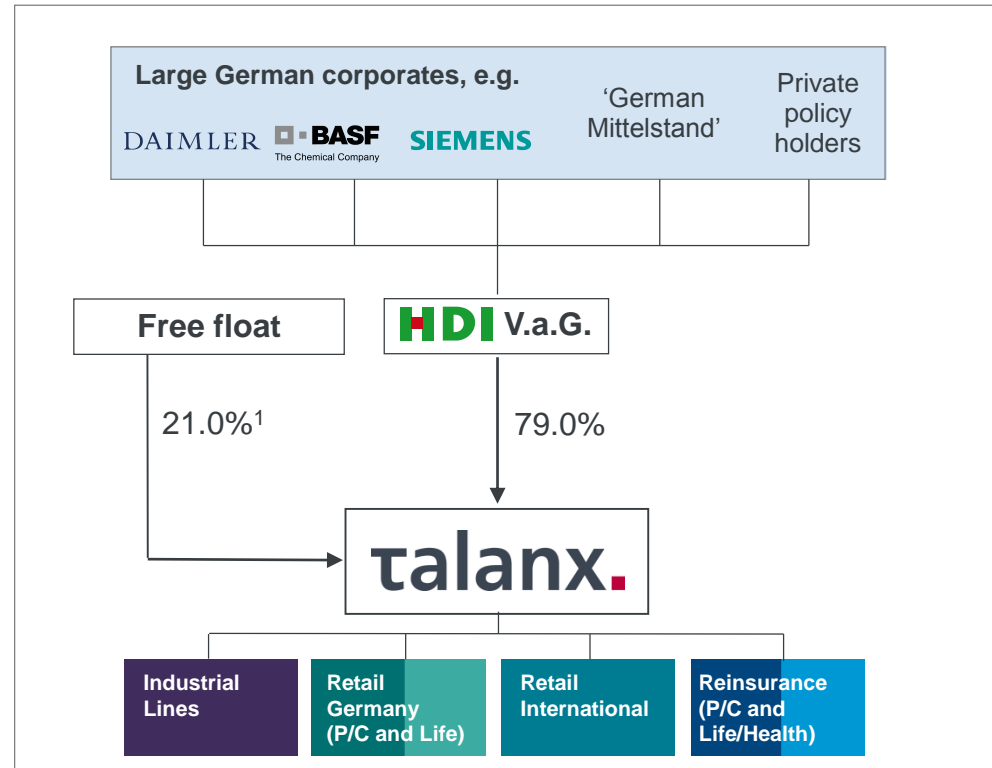 Large German corporates, e.g.
DAIMLER
BASF
The Chemical Company
SIEMENS
‘German
Mittelstand’
Private
policy
holders
Free float
HDI V.a.G.
21.0%¹
79.0%
talanx.
Industrial
Lines
Retail
Germany
(P/C and Life)
Retail
International
Reinsurance
(P/C and
Life/Health)